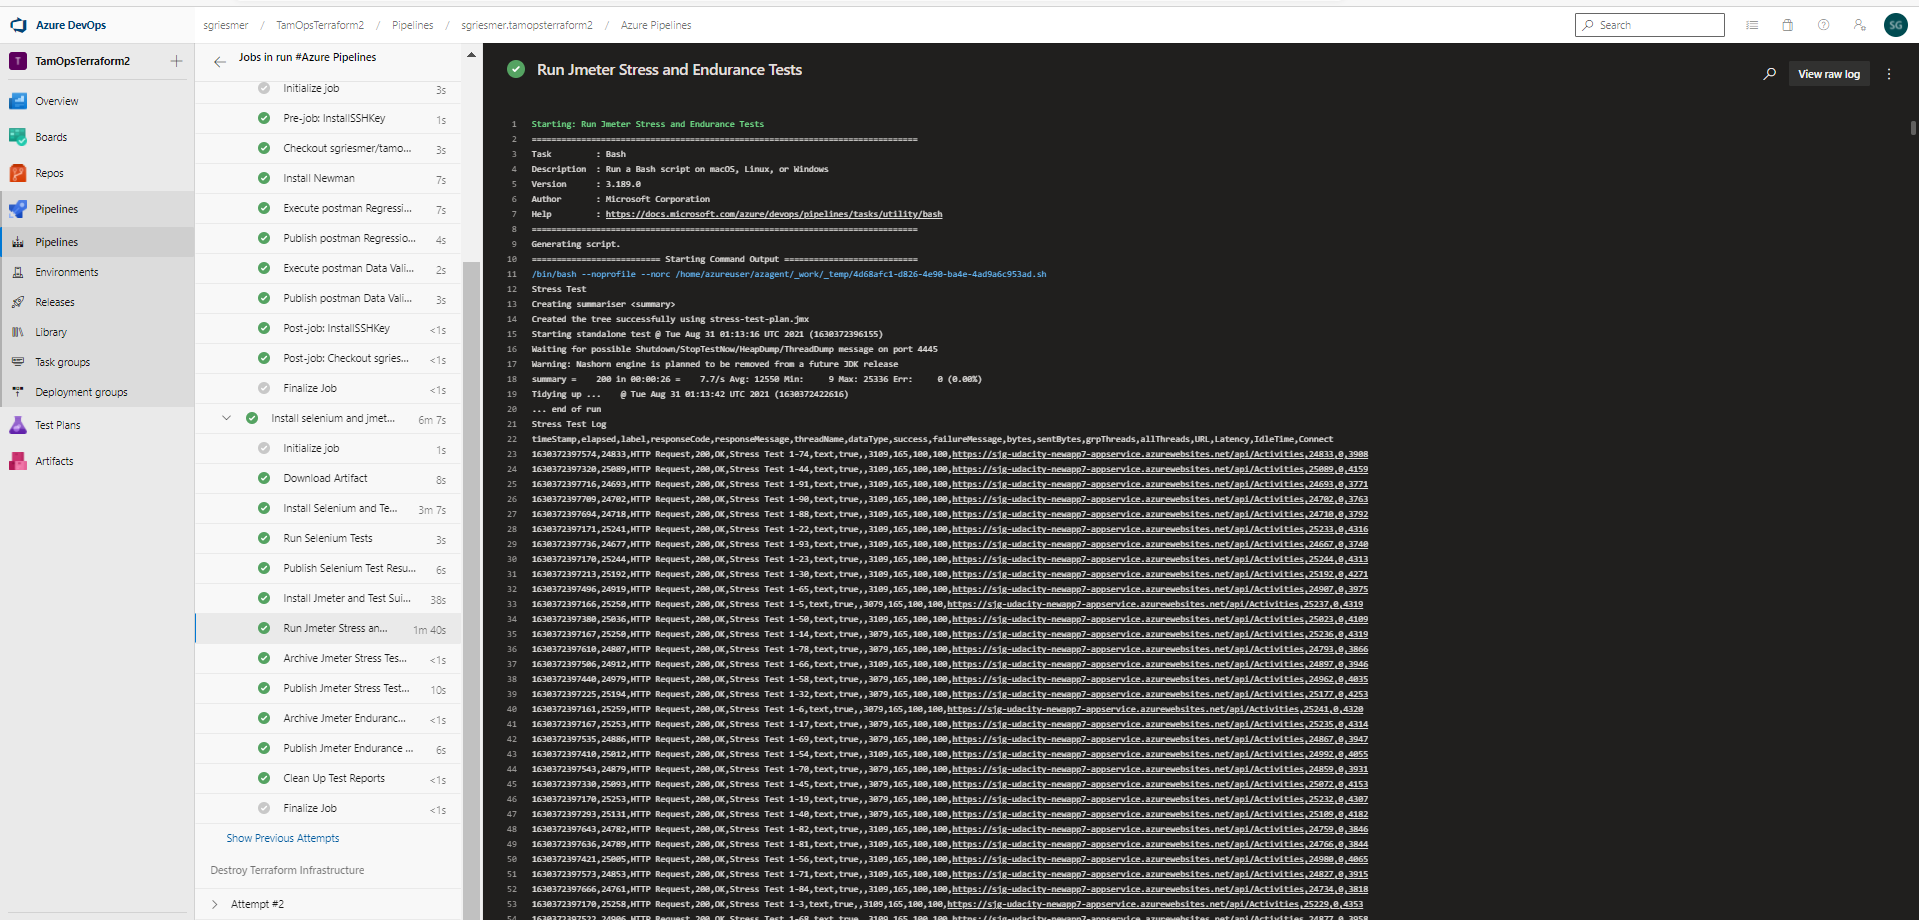 Azure DevOps
sgriesmer / TamOpsTerraform2 / Pipelines / sgriesmer.tamopsterraform2 / Azure Pipelines
Search
SG
T TamOpsTerraform2
Overview
Boards
Repos
Pipelines
Pipelines
Environments
Releases
Library
Task groups
Deployment groups
Test Plans
Artifacts
Jobs in run #Azure Pipelines
Initialize job 3s
Pre-job: InstallSSHKey 1s
Checkout sgriesmer/tamo... 3s
Install Newman 7s
Execute postman Regressi... 7s
Publish postman Regressio... 4s
Execute postman Data Vali... 2s
Publish postman Data Vali... 3s
Post-job: InstallSSHKey <1s
Post-job: Checkout sgries... <1s
Finalize Job <1s
Install selenium and jmet... 6m 7s
Initialize job 1s
Download Artifact 8s
Install Selenium and Te... 3m 7s
Run Selenium Tests 3s
Publish Selenium Test Resu... 6s
Install Jmeter and Test Sui... 38s
Run Jmeter Stress an... 1m 40s
Archive Jmeter Stress Tes... <1s
Publish Jmeter Stress Test... 10s
Archive Jmeter Enduranc... <1s
Publish Jmeter Endurance ... 6s
Clean Up Test Reports <1s
Finalize Job <1s
Show Previous Attempts
Destroy Terraform Infrastructure
Attempt #2
Run Jmeter Stress and Endurance Tests
View raw log
1 Starting: Run Jmeter Stress and Endurance Tests
2 ==============================================================================
3 Task : Bash
4 Description : Run a Bash script on macOS, Linux, or Windows
5 Version : 3.189.0
6 Author : Microsoft Corporation
7 Help : https://docs.microsoft.com/azure/devops/pipelines/tasks/utility/bash
8 ==============================================================================
9 Generating script.
10 ========================== Starting Command Output ===========================
11 /bin/bash --noprofile --norc /home/azureuser/azagent/_work/_temp/4d68afc1-d826-4e90-ba4e-4ad9a6c953ad.sh
12 Stress Test
13 Creating summariser <summary>
14 Created the tree successfully using stress-test-plan.jmx
15 Starting standalone test @ Tue Aug 31 01:13:16 UTC 2021 (1630372396155)
16 Waiting for possible Shutdown/StopTestNow/HeapDump/ThreadDump message on port 4445
17 Warning: Nashorn engine is planned to be removed from a future JDK release
18 summary = 200 in 00:00:26 = 7.7/s Avg: 12550 Min: 9 Max: 25336 Err: 0 (0.00%)
19 Tidying up ... @ Tue Aug 31 01:13:42 UTC 2021 (1630372422616)
20 ... end of run
21 Stress Test Log
22 timeStamp,elapsed,label,responseCode,responseMessage,threadName,dataType,success,failureMessage,bytes,sentBytes,grpThreads,allThreads,URL,Latency,IdleTime,Connect
23 1630372397574,24833,HTTP Request,200,OK,Stress Test 1-74,text,true,,3109,165,100,100,https://sjg-udacity-newapp7-appservice.azurewebsites.net/api/Activities,24833,0,3908
24 1630372397320,25089,HTTP Request,200,OK,Stress Test 1-44,text,true,,3109,165,100,100,https://sjg-udacity-newapp7-appservice.azurewebsites.net/api/Activities,25089,0,4159
25 1630372397716,24693,HTTP Request,200,OK,Stress Test 1-91,text,true,,3109,165,100,100,https://sjg-udacity-newapp7-appservice.azurewebsites.net/api/Activities,24693,0,3771
26 1630372397709,24702,HTTP Request,200,OK,Stress Test 1-90,text,true,,3109,165,100,100,https://sjg-udacity-newapp7-appservice.azurewebsites.net/api/Activities,24702,0,3763
27 1630372397694,24718,HTTP Request,200,OK,Stress Test 1-88,text,true,,3109,165,100,100,https://sjg-udacity-newapp7-appservice.azurewebsites.net/api/Activities,24710,0,3792
28 1630372397171,25241,HTTP Request,200,OK,Stress Test 1-22,text,true,,3109,165,100,100,https://sjg-udacity-newapp7-appservice.azurewebsites.net/api/Activities,25233,0,4316
29 1630372397736,24677,HTTP Request,200,OK,Stress Test 1-93,text,true,,3109,165,100,100,https://sjg-udacity-newapp7-appservice.azurewebsites.net/api/Activities,24667,0,3740
30 1630372397170,25244,HTTP Request,200,OK,Stress Test 1-23,text,true,,3109,165,100,100,https://sjg-udacity-newapp7-appservice.azurewebsites.net/api/Activities,25244,0,4313
31 1630372397213,25192,HTTP Request,200,OK,Stress Test 1-30,text,true,,3109,165,100,100,https://sjg-udacity-newapp7-appservice.azurewebsites.net/api/Activities,25192,0,4271
32 1630372397496,24919,HTTP Request,200,OK,Stress Test 1-65,text,true,,3109,165,100,100,https://sjg-udacity-newapp7-appservice.azurewebsites.net/api/Activities,24907,0,3975
33 1630372397166,25250,HTTP Request,200,OK,Stress Test 1-5,text,true,,3079,165,100,100,https://sjg-udacity-newapp7-appservice.azurewebsites.net/api/Activities,25237,0,4319
34 1630372397380,25036,HTTP Request,200,OK,Stress Test 1-50,text,true,,3109,165,100,100,https://sjg-udacity-newapp7-appservice.azurewebsites.net/api/Activities,25023,0,4109
35 1630372397167,25250,HTTP Request,200,OK,Stress Test 1-14,text,true,,3079,165,100,100,https://sjg-udacity-newapp7-appservice.azurewebsites.net/api/Activities,25236,0,4319
36 1630372397610,24807,HTTP Request,200,OK,Stress Test 1-78,text,true,,3079,165,100,100,https://sjg-udacity-newapp7-appservice.azurewebsites.net/api/Activities,24793,0,3866
37 1630372397506,24912,HTTP Request,200,OK,Stress Test 1-66,text,true,,3109,165,100,100,https://sjg-udacity-newapp7-appservice.azurewebsites.net/api/Activities,24897,0,3946
38 1630372397440,24979,HTTP Request,200,OK,Stress Test 1-58,text,true,,3079,165,100,100,https://sjg-udacity-newapp7-appservice.azurewebsites.net/api/Activities,24962,0,4035
39 1630372397225,25194,HTTP Request,200,OK,Stress Test 1-32,text,true,,3079,165,100,100,https://sjg-udacity-newapp7-appservice.azurewebsites.net/api/Activities,25177,0,4253
40 1630372397161,25259,HTTP Request,200,OK,Stress Test 1-6,text,true,,3079,165,100,100,https://sjg-udacity-newapp7-appservice.azurewebsites.net/api/Activities,25241,0,4320
41 1630372397167,25253,HTTP Request,200,OK,Stress Test 1-17,text,true,,3079,165,100,100,https://sjg-udacity-newapp7-appservice.azurewebsites.net/api/Activities,25235,0,4314
42 1630372397535,24886,HTTP Request,200,OK,Stress Test 1-69,text,true,,3079,165,100,100,https://sjg-udacity-newapp7-appservice.azurewebsites.net/api/Activities,24867,0,3947
43 1630372397410,25012,HTTP Request,200,OK,Stress Test 1-54,text,true,,3109,165,100,100,https://sjg-udacity-newapp7-appservice.azurewebsites.net/api/Activities,24992,0,4055
44 1630372397543,24879,HTTP Request,200,OK,Stress Test 1-70,text,true,,3079,165,100,100,https://sjg-udacity-newapp7-appservice.azurewebsites.net/api/Activities,24859,0,3931
45 1630372397330,25093,HTTP Request,200,OK,Stress Test 1-45,text,true,,3079,165,100,100,https://sjg-udacity-newapp7-appservice.azurewebsites.net/api/Activities,25072,0,4153
46 1630372397170,25253,HTTP Request,200,OK,Stress Test 1-19,text,true,,3079,165,100,100,https://sjg-udacity-newapp7-appservice.azurewebsites.net/api/Activities,25232,0,4307
47 1630372397293,25131,HTTP Request,200,OK,Stress Test 1-40,text,true,,3079,165,100,100,https://sjg-udacity-newapp7-appservice.azurewebsites.net/api/Activities,25109,0,4182
48 1630372397643,24782,HTTP Request,200,OK,Stress Test 1-82,text,true,,3109,165,100,100,https://sjg-udacity-newapp7-appservice.azurewebsites.net/api/Activities,24759,0,3846
49 1630372397636,24789,HTTP Request,200,OK,Stress Test 1-81,text,true,,3109,165,100,100,https://sjg-udacity-newapp7-appservice.azurewebsites.net/api/Activities,24766,0,3844
50 1630372397421,25005,HTTP Request,200,OK,Stress Test 1-56,text,true,,3109,165,100,100,https://sjg-udacity-newapp7-appservice.azurewebsites.net/api/Activities,24980,0,4065
51 1630372397573,24853,HTTP Request,200,OK,Stress Test 1-71,text,true,,3109,165,100,100,https://sjg-udacity-newapp7-appservice.azurewebsites.net/api/Activities,24827,0,3915
52 1630372397666,24761,HTTP Request,200,OK,Stress Test 1-84,text,true,,3109,165,100,100,https://sjg-udacity-newapp7-appservice.azurewebsites.net/api/Activities,24734,0,3818
53 1630372397170,25258,HTTP Request,200,OK,Stress Test 1-3,text,true,,3109,165,100,100,https://sjg-udacity-newapp7-appservice.azurewebsites.net/api/Activities,25229,0,4353